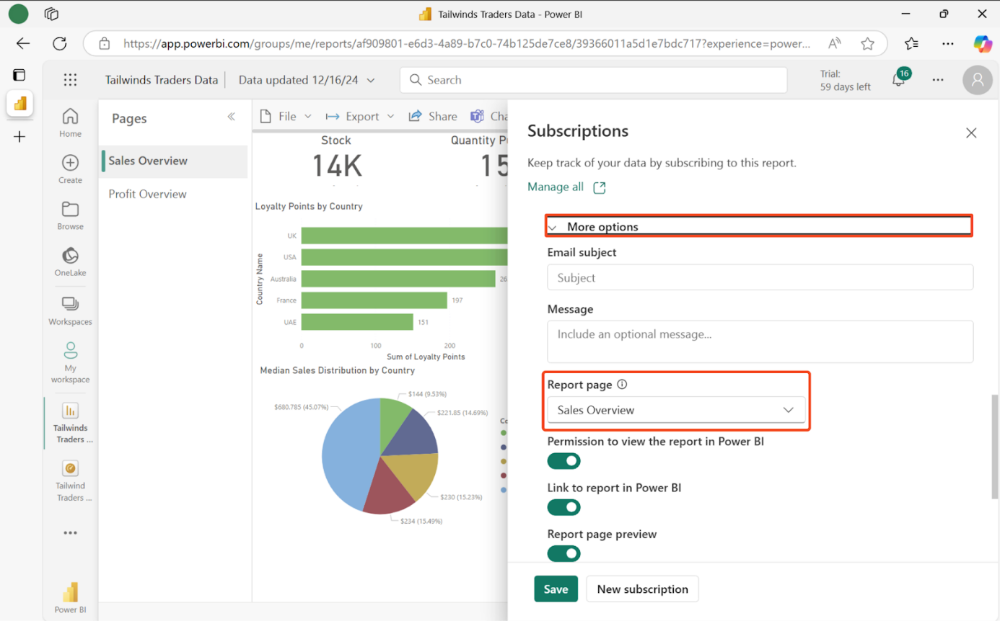 Tailwinds Traders Data - Power BI
https://app.powerbi.com/groups/me/reports/af909801-e6d3-4a89-b7c0-74b125de7ce8/39366011a5d1e7bdc717?experience=power...
Tailwinds Traders Data
Data updated 12/16/24
Search
Trial:
59 days left
16
Home
Create
Browse
OneLake
Workspaces
My
workspace
Tailwinds
Traders ...
Tailwind
Traders ...
Power BI
Pages
Sales Overview
Profit Overview
File
Export
Share
Cha
Stock
14K
Quantity P
15
Loyalty Points by Country
Country Name
UK
USA
Australia
26
France
197
UAE
151
0
100
200
Sum of Loyalty Points
Median Sales Distribution by Country
$144 (9.53%)
$680.785 (45.07%)
$221.85 (14.69%)
Co
$230 (15.23%)
$234 (15.49%)
Subscriptions
Keep track of your data by subscribing to this report.
Manage all
More options
Email subject
Subject
Message
Include an optional message...
Report page
Sales Overview
Permission to view the report in Power BI
Link to report in Power BI
Report page preview
Save
New subscription